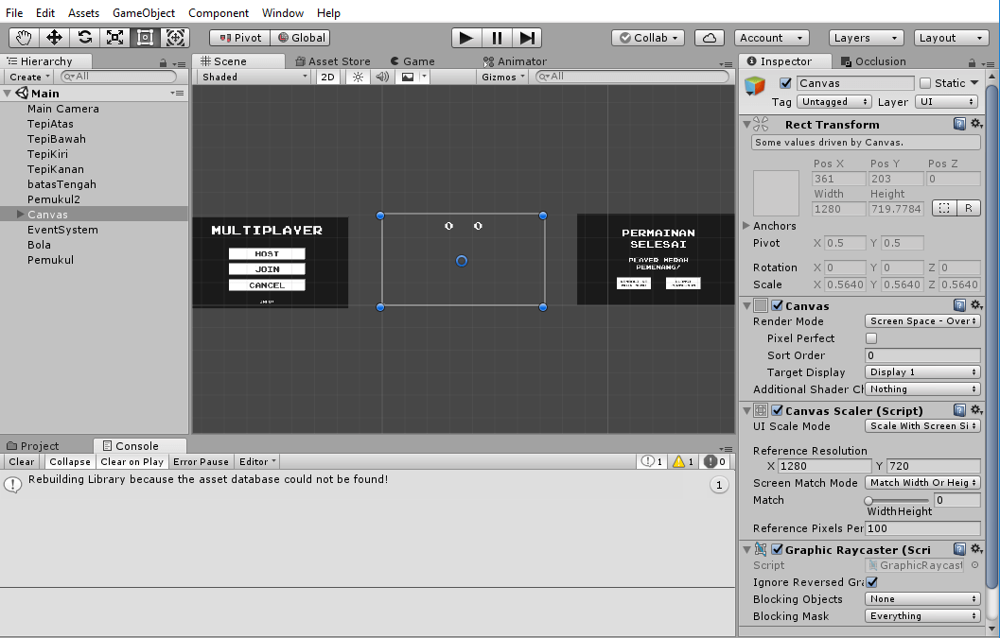 File Edit Assets GameObject Component Window Help
Pivot Global Collab Account Layers Layout
Hierarchy
Create All
Main
Main Camera
TepiAtas
TepiBawah
TepiKiri
TepiKanan
batasTengah
Pemukul2
Canvas
EventSystem
Bola
Pemukul
Scene Asset Store Game Animator
Shaded 2D Gizmos All
MULTIPLAYER
HOST
JOIN
CANCEL
0 0
PERMAINAN
SELESAI
PLAYER MERAH
PEMENANG/
Project Console
Clear Collapse Clear on Play Error Pause Editor 1 1 0
Rebuilding Library because the asset database could not be found! 1
Inspector Occlusion
Canvas Static
Tag Untagged Layer UI
Rect Transform
Some values driven by Canvas.
Pos X Pos Y Pos Z
361 203 0
Width Height
1280 719.7784 R
Anchors
Pivot X 0.5 Y 0.5
Rotation X 0 Y 0 Z 0
Scale X 0.5640 Y 0.5640 Z 0.5640
Canvas
Render Mode Screen Space - Over
Pixel Perfect
Sort Order 0
Target Display Display 1
Additional Shader Ch Nothing
Canvas Scaler (Script)
UI Scale Mode Scale With Screen Si
Reference Resolution
X 1280 Y 720
Screen Match Mode Match Width Or Heig
Match 0
Width Height
Reference Pixels Per 100
Graphic Raycaster (Scri
Script GraphicRaycast
Ignore Reversed Gra
Blocking Objects None
Blocking Mask Everything